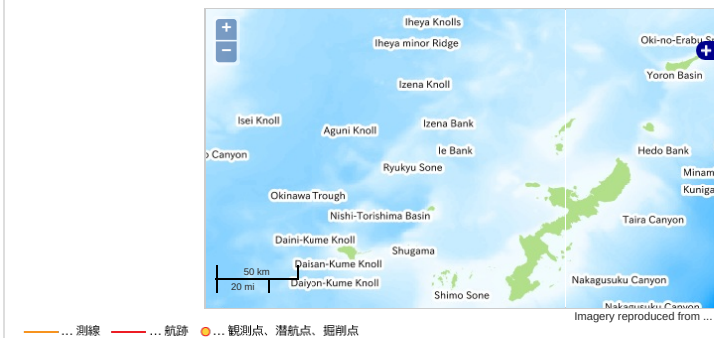 +
−
Iheya Knolls
Iheya minor Ridge
Oki-no-Erabu
+
Yoron Basin
Izena Knoll
Isei Knoll
Aguni Knoll
Izena Bank
Canyon
Ie Bank
Hedo Bank
Ryukyu Sone
Minam
Kuniga
Okinawa Trough
Nishi-Torishima Basin
Taira Canyon
Daini-Kume Knoll
Shugama
Daisan-Kume Knoll
50 km
Daiyon-Kume Knoll
20 mi
Nakagusuku Canyon
Shimo Sone
Nakagusuku Canyon
Imagery reproduced from ...
... 測線 ... 航跡 ... 観測点、潜航点、掘削点